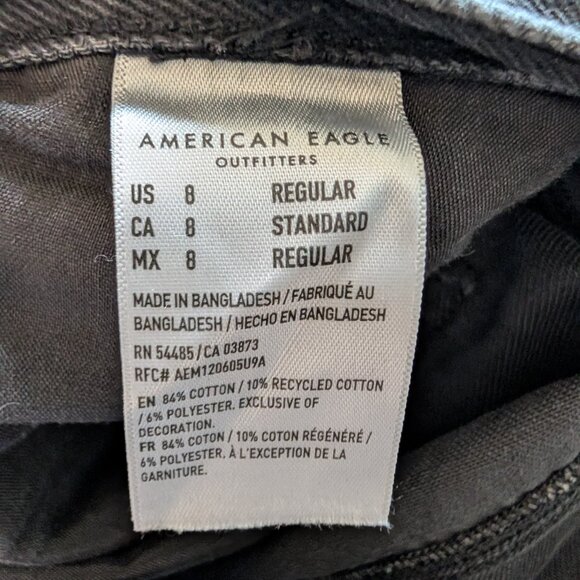 AMERICAN EAGLE
OUTFITTERS
US 8 REGULAR
CA 8 STANDARD
MX 8 REGULAR
MADE IN BANGLADESH / FABRIQUÉ AU
BANGLADESH / HECHO EN BANGLADESH
RN 54485 / CA 03873
RFC# AEM120605U9A
EN 84% COTTON / 10% RECYCLED COTTON
/ 6% POLYESTER. EXCLUSIVE OF
DECORATION.
FR 84% COTON / 10% COTON RÉGÉNÉRÉ /
6% POLYESTER. À L'EXCEPTION DE LA
GARNITURE.